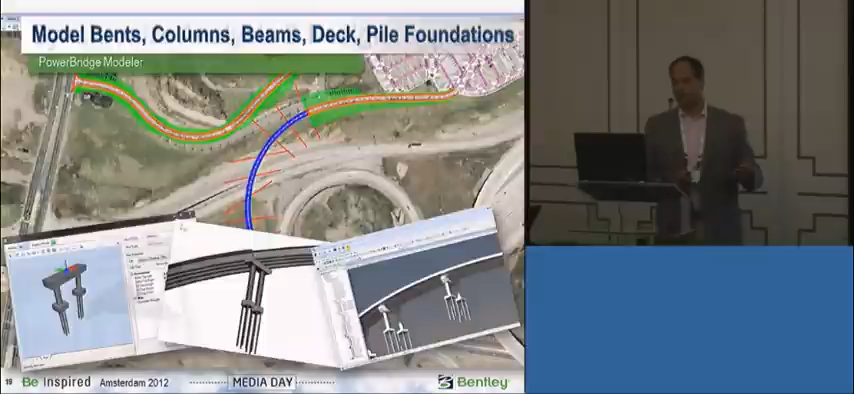 Model Bents, Columns, Beams, Deck, Pile Foundations
PowerBridge Modeler
19 Be Inspired Amsterdam 2012 MEDIA DAY Bentley